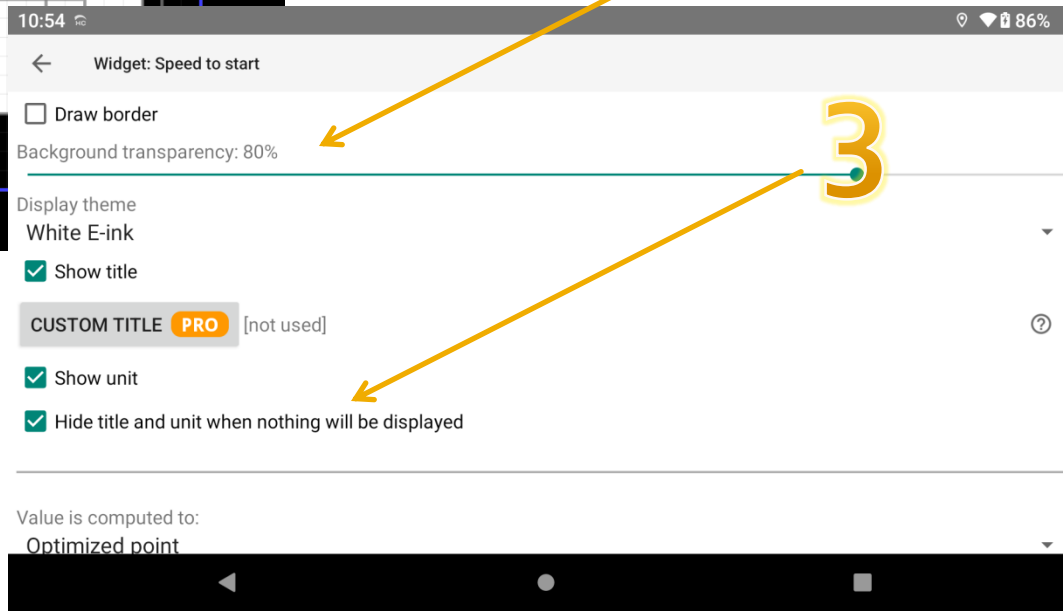 10:54
86%
Widget: Speed to start
Draw border
Background transparency: 80%
3
Display theme
White E-ink
Show title
CUSTOM TITLE PRO [not used]
Show unit
Hide title and unit when nothing will be displayed
Value is computed to:
Optimized point